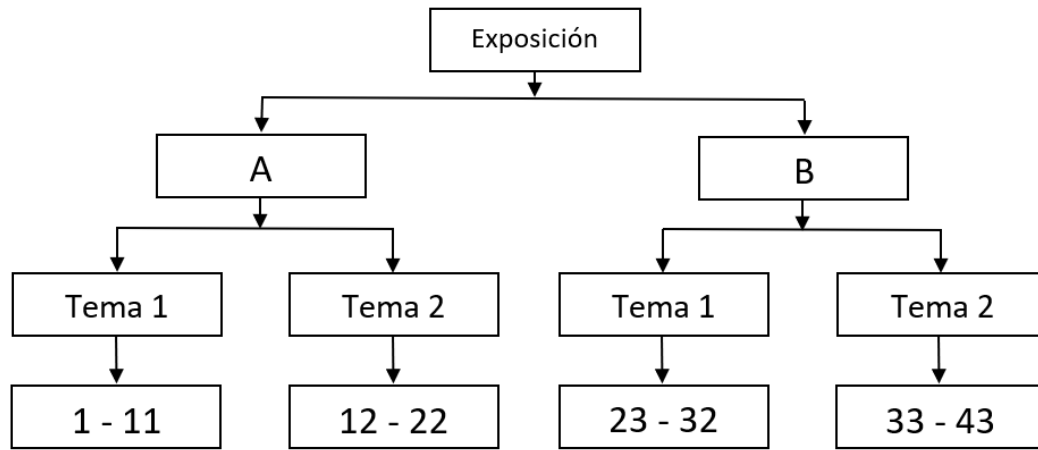 Exposición
A
B
Tema 1
Tema 2
Tema 1
Tema 2
1 - 11
12 - 22
23 - 32
33 - 43